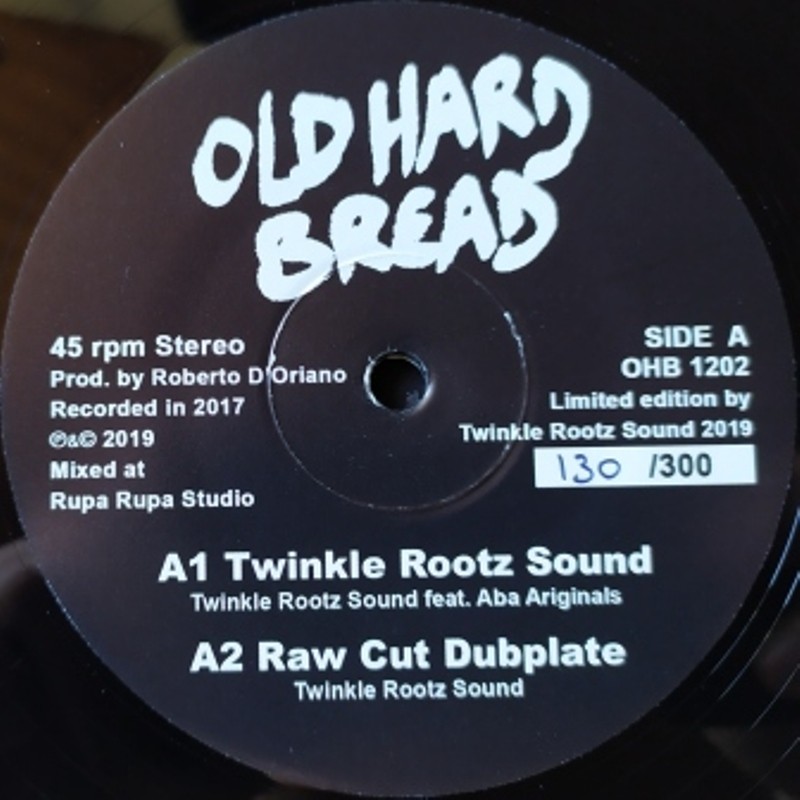 OLD HARD
BREAD
45 rpm Stereo
Prod. by Roberto D'Oriano
Recorded in 2017
℗&© 2019
Mixed at
Rupa Rupa Studio
SIDE A
OHB 1202
Limited edition by
Twinkle Rootz Sound 2019
130 /300
A1 Twinkle Rootz Sound
Twinkle Rootz Sound feat. Aba Ariginals
A2 Raw Cut Dubplate
Twinkle Rootz Sound